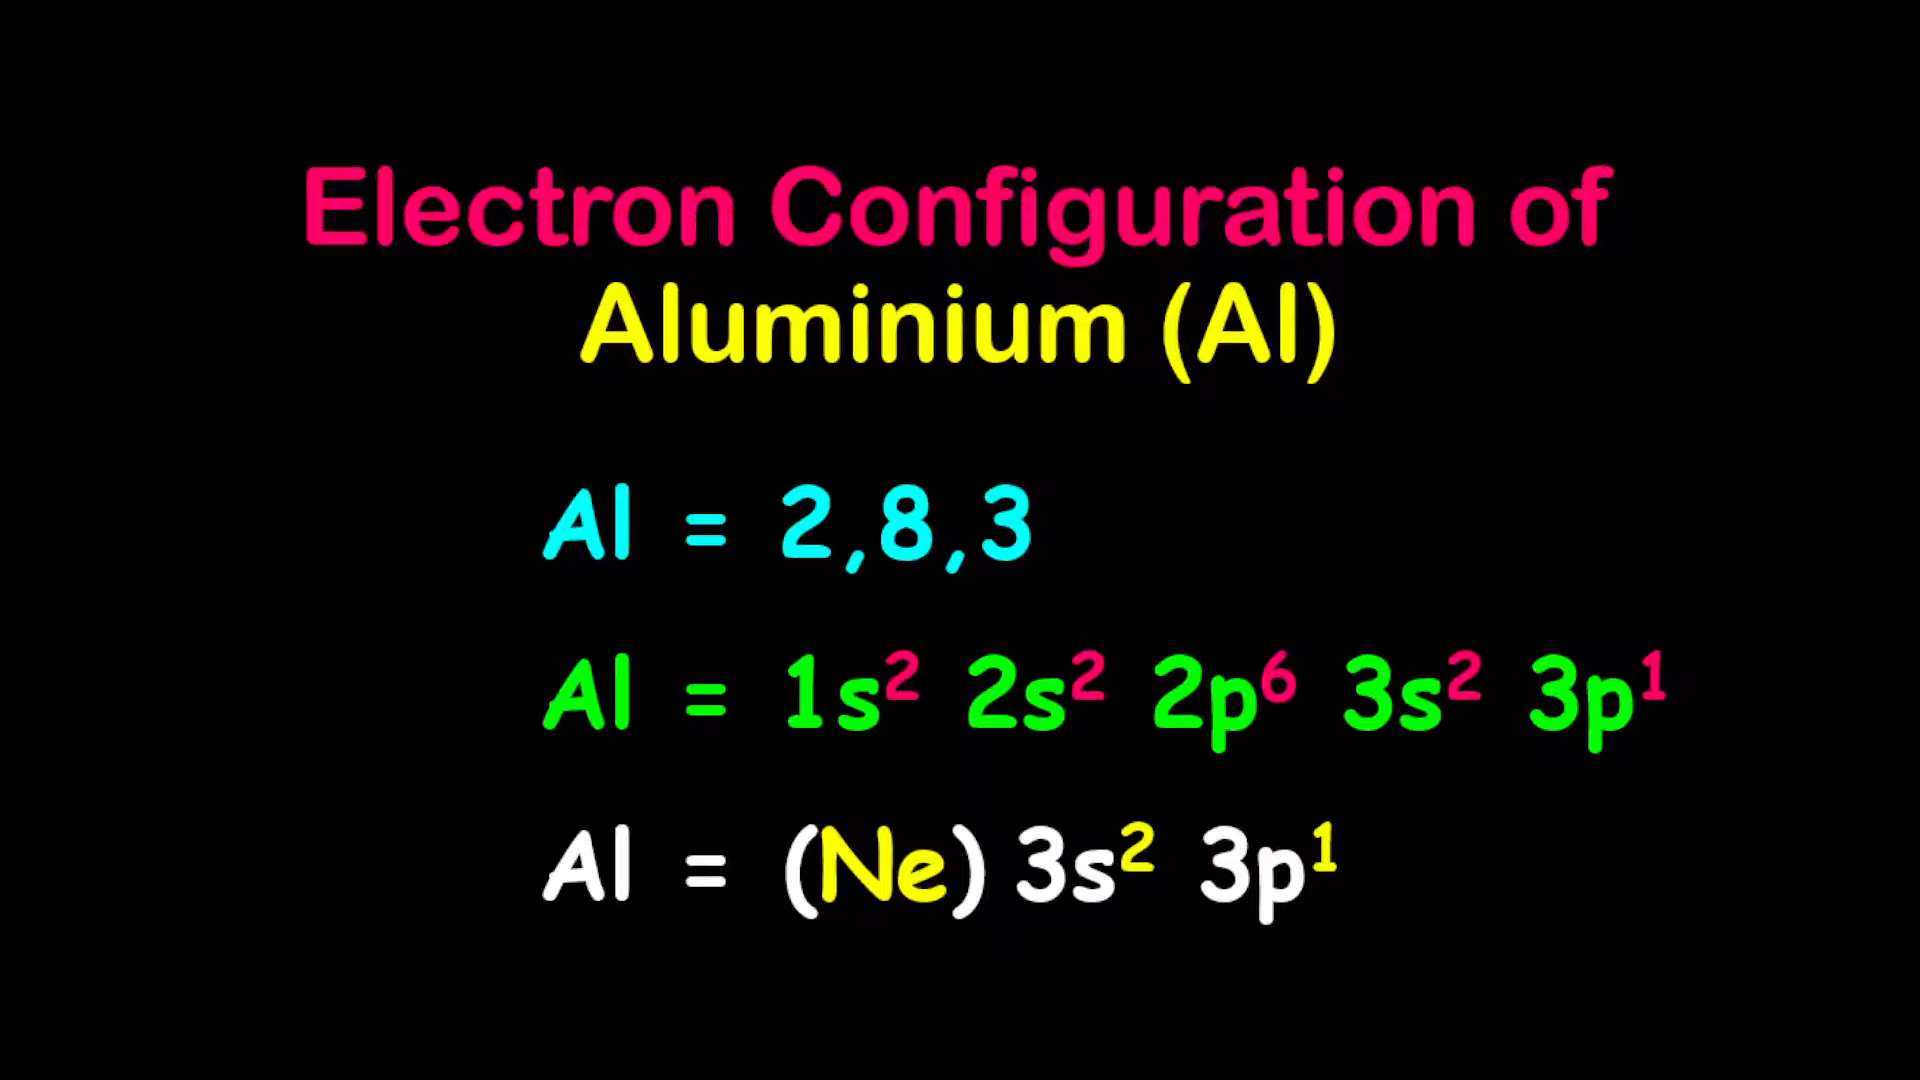 Electron Configuration of
Aluminium (Al)
Al = 2,8,3
Al = 1s² 2s² 2p⁶ 3s² 3p¹
Al = (Ne) 3s² 3p¹